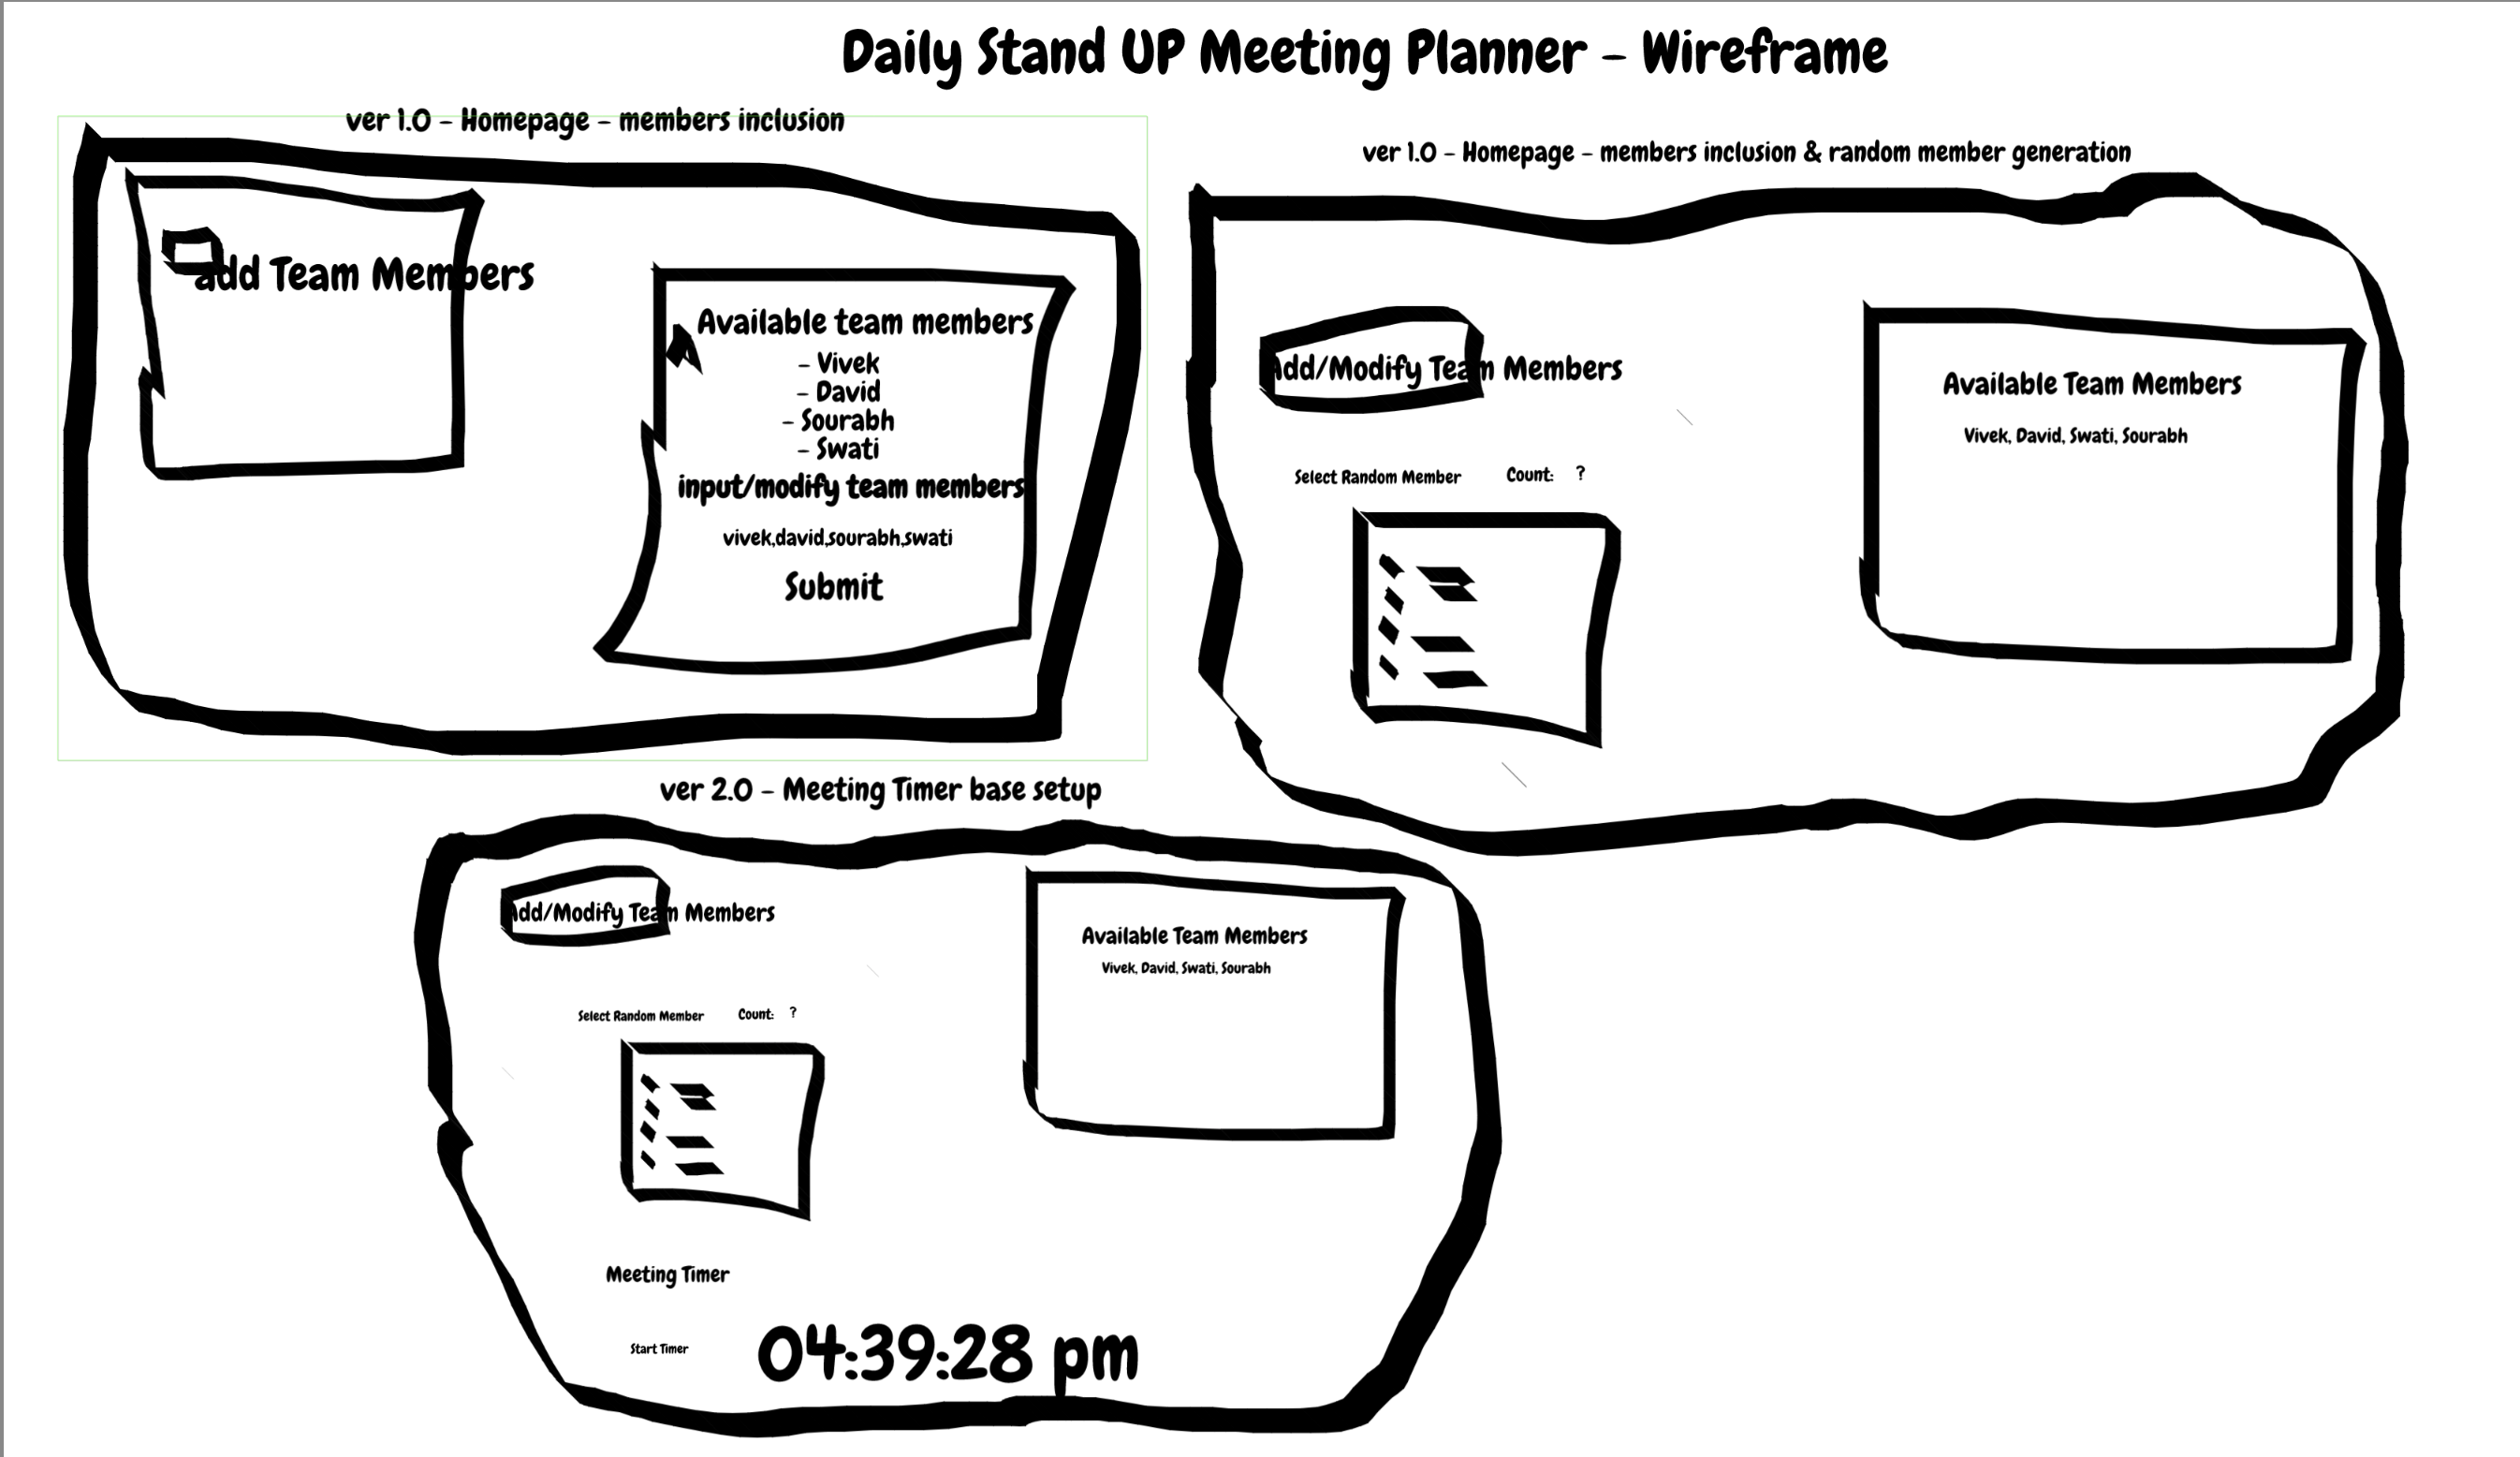 Daily Stand UP Meeting Planner - Wireframe
ver 1.0 - Homepage - members inclusion
add Team Members
Available team members
- Vivek
- David
- Sourabh
- Swati
input/modify team members
vivek,david,sourabh,swati
Submit
ver 1.0 - Homepage - members inclusion & random member generation
Add/Modify Team Members
Select Random Member Count: ?
Available Team Members
Vivek, David, Swati, Sourabh
ver 2.0 - Meeting Timer base setup
Add/Modify Team Members
Select Random Member Count: ?
Available Team Members
Vivek, David, Swati, Sourabh
Meeting Timer
Start Timer
04:39:28 pm